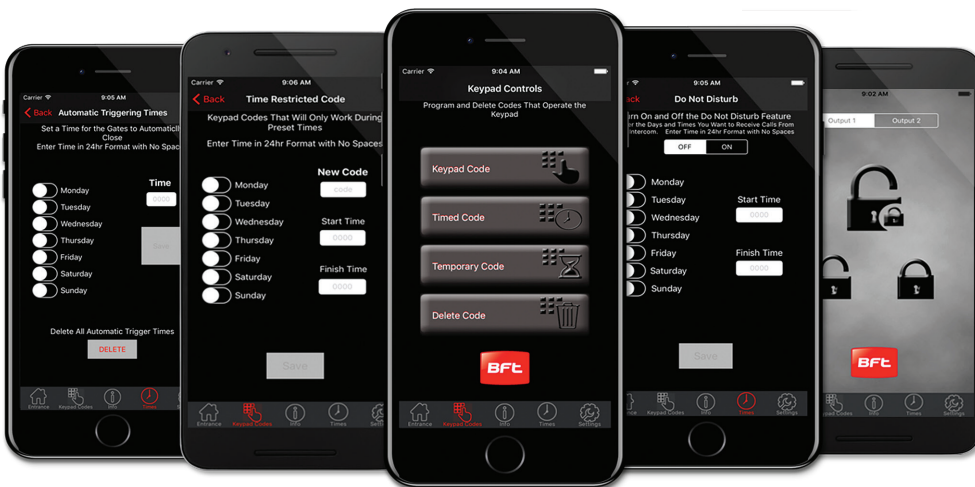 Carrier 9:05 AM
Back Automatic Triggering Times
Set a Time for the Gates to
Close
Enter Time in 24hr Format with No
Time
Monday
0000
Tuesday
Wednesday
Thursday
Save
Friday
Saturday
Sunday
Delete All Automatic Trigger Times
DELETE
Entrance Keypad Codes Info Times
Carrier 9:06 AM
Back Time Restricted Code
Keypad Codes That Will Only Work During
Preset Times
Enter Time in 24hr Format with No Spaces
New Code
Monday
code
Tuesday
Wednesday
Start Time
Thursday
0000
Friday
Saturday
Finish Time
Sunday
0000
Save
Entrance Keypad Codes Info Times
Carrier 9:04 AM
Keypad Controls
Program and Delete Codes That Operate the
Keypad
Keypad Code
Timed Code
Temporary Code
Delete Code
BFt
Entrance Keypad Codes Info Times Settings
9:05 AM
Do Not Disturb
On and Off the Do Not Disturb Feature
the Days and Times You Want to Receive Calls From
Intercom. Enter Time in 24hr Format with No Spaces
OFF ON
Monday
Tuesday
Start Time
Wednesday
0000
Thursday
Friday
Finish Time
Saturday
0000
Sunday
Save
Keypad Codes Info Times Settings
9:02 AM
Output 1 Output 2
BFt
Codes Info Times Settings